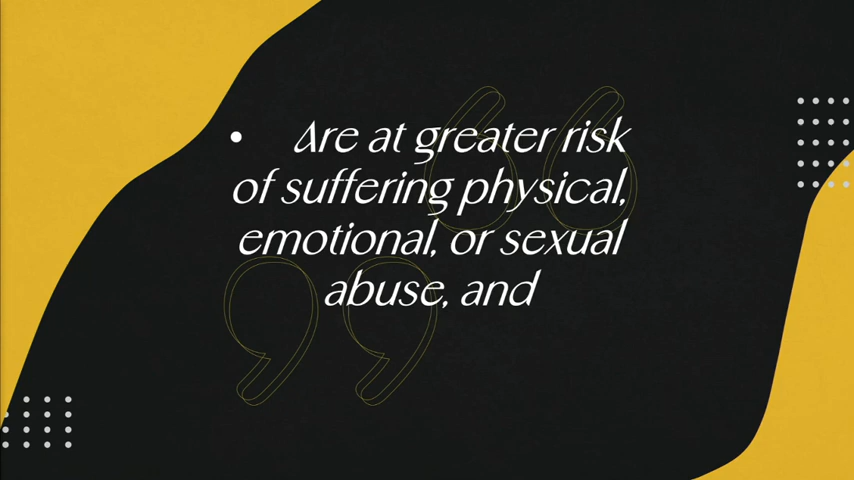 • Are at greater risk
of suffering physical,
emotional, or sexual
abuse, and